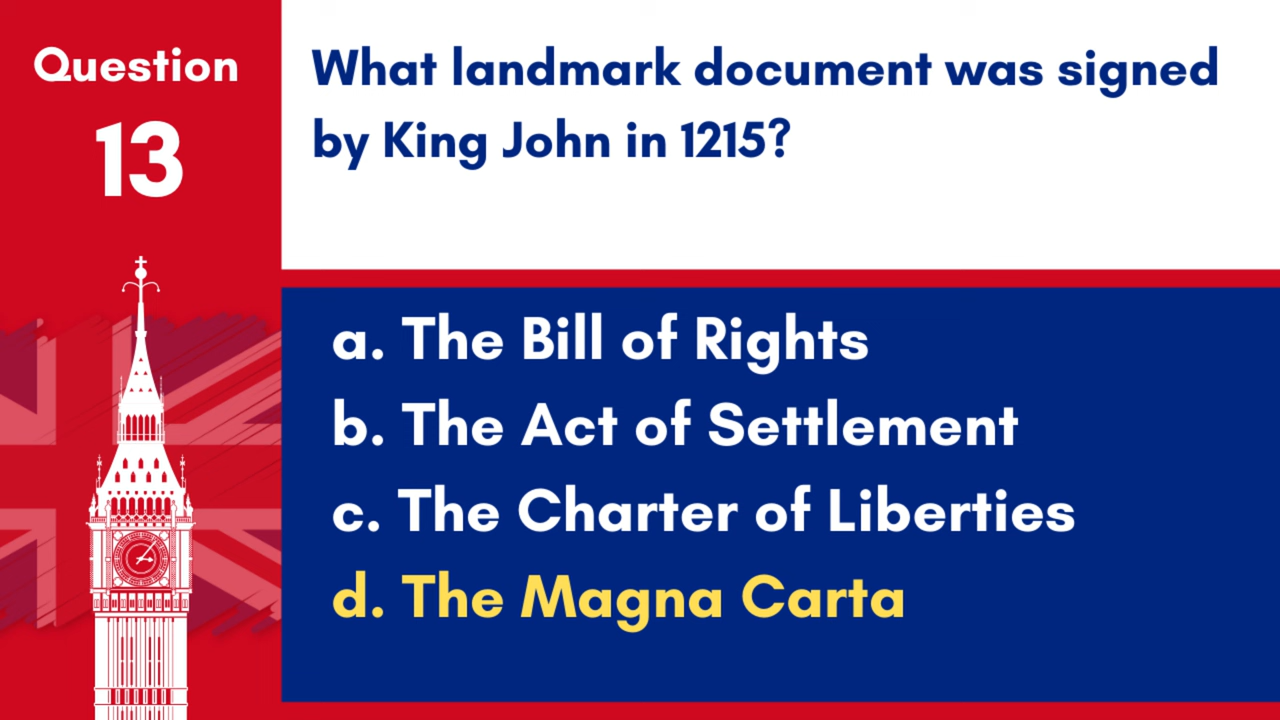 Question
13
What landmark document was signed
by King John in 1215?
a. The Bill of Rights
b. The Act of Settlement
c. The Charter of Liberties
d. The Magna Carta